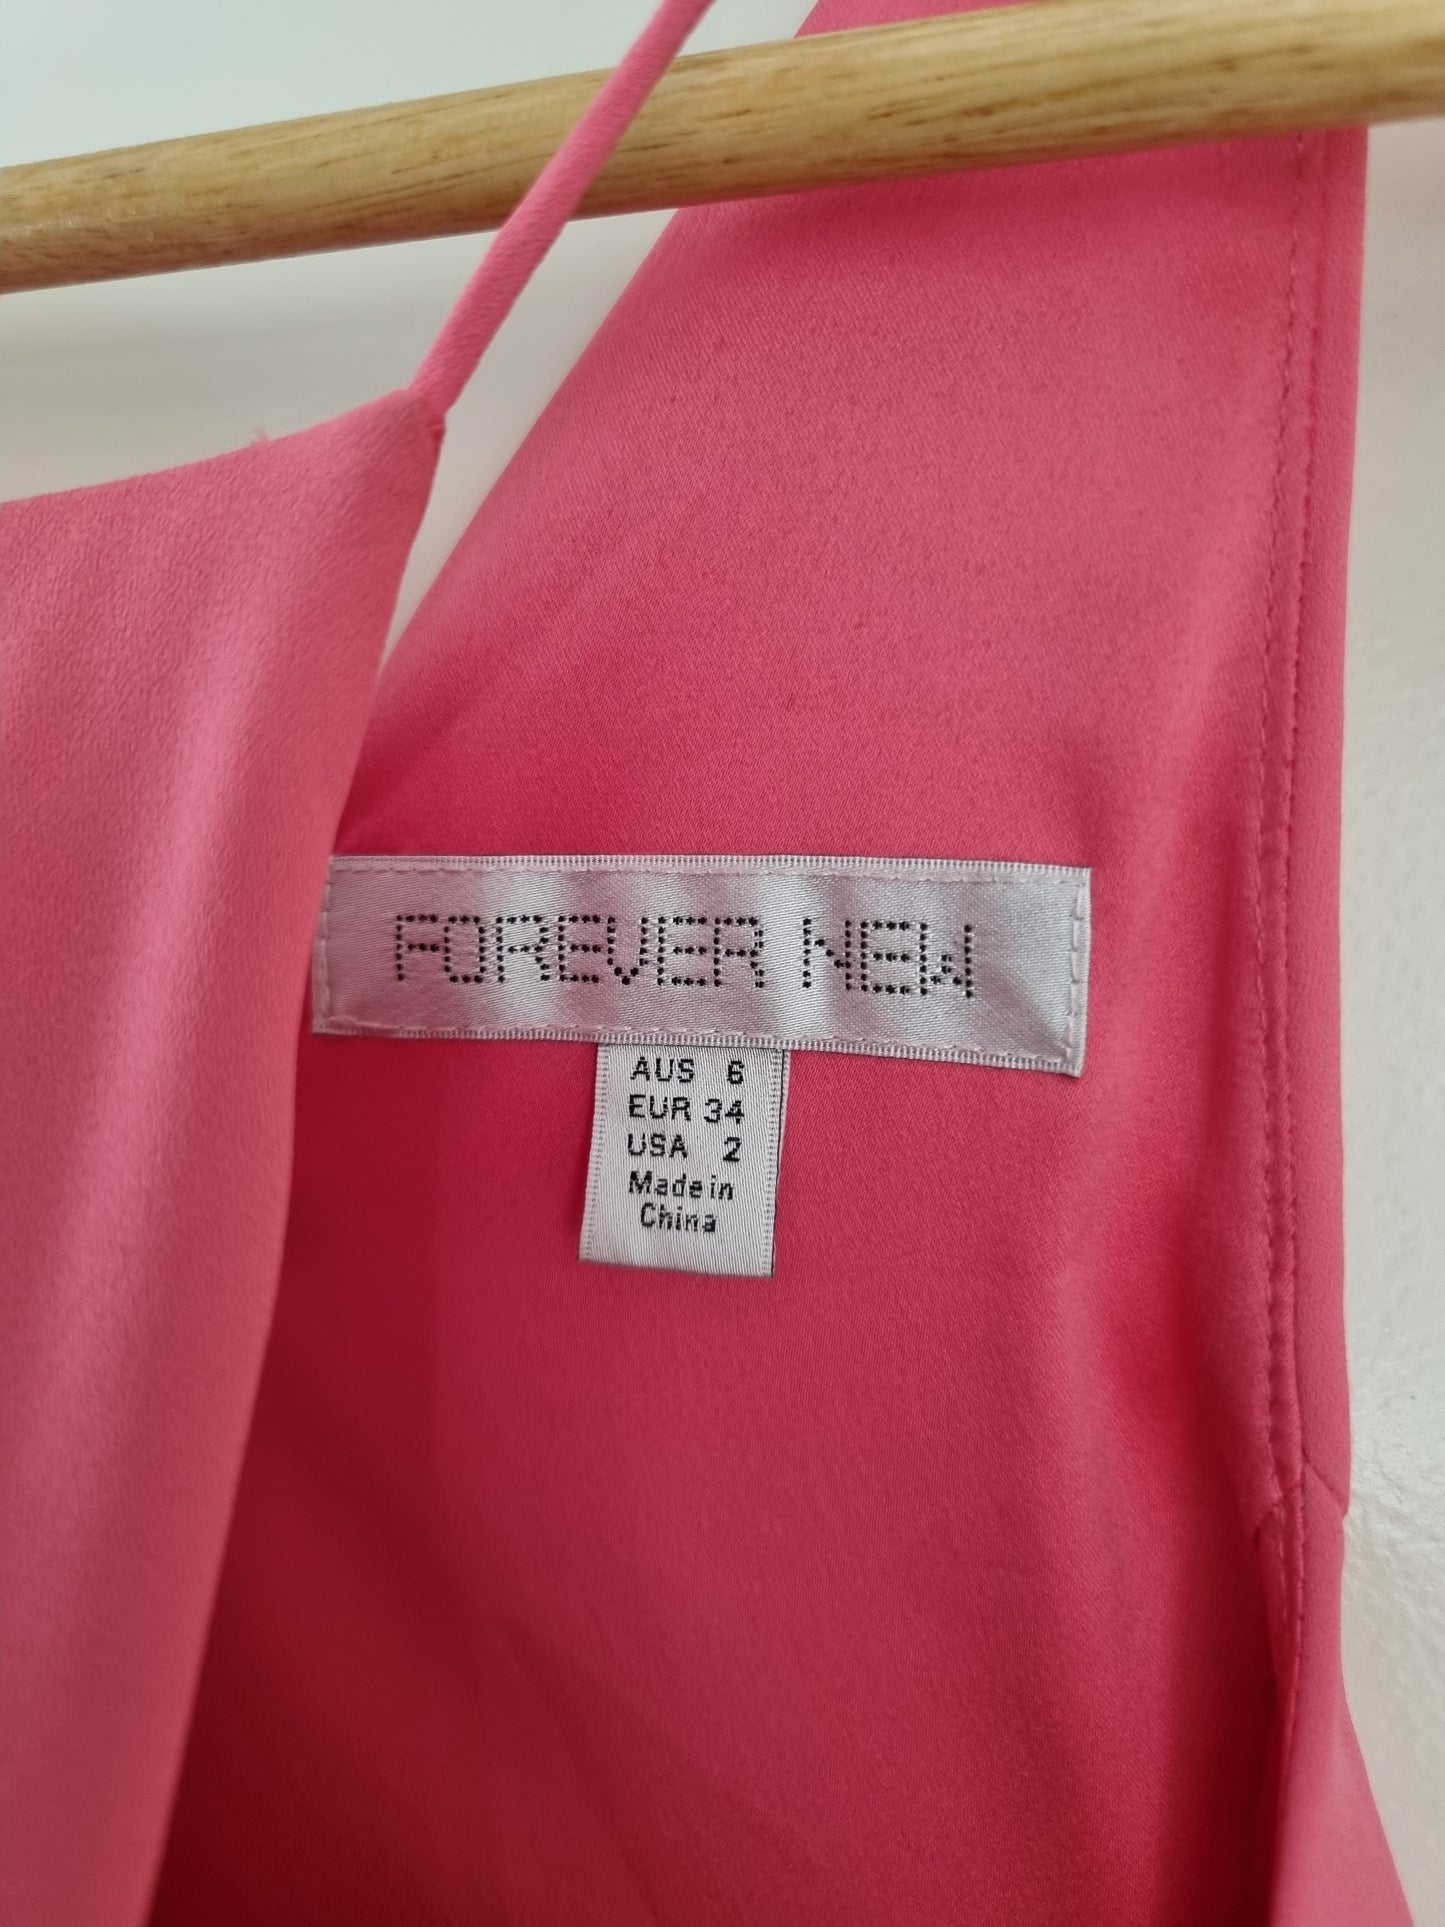 FOREVER NEW
AUS 6
EUR 34
USA 2
Made in
China